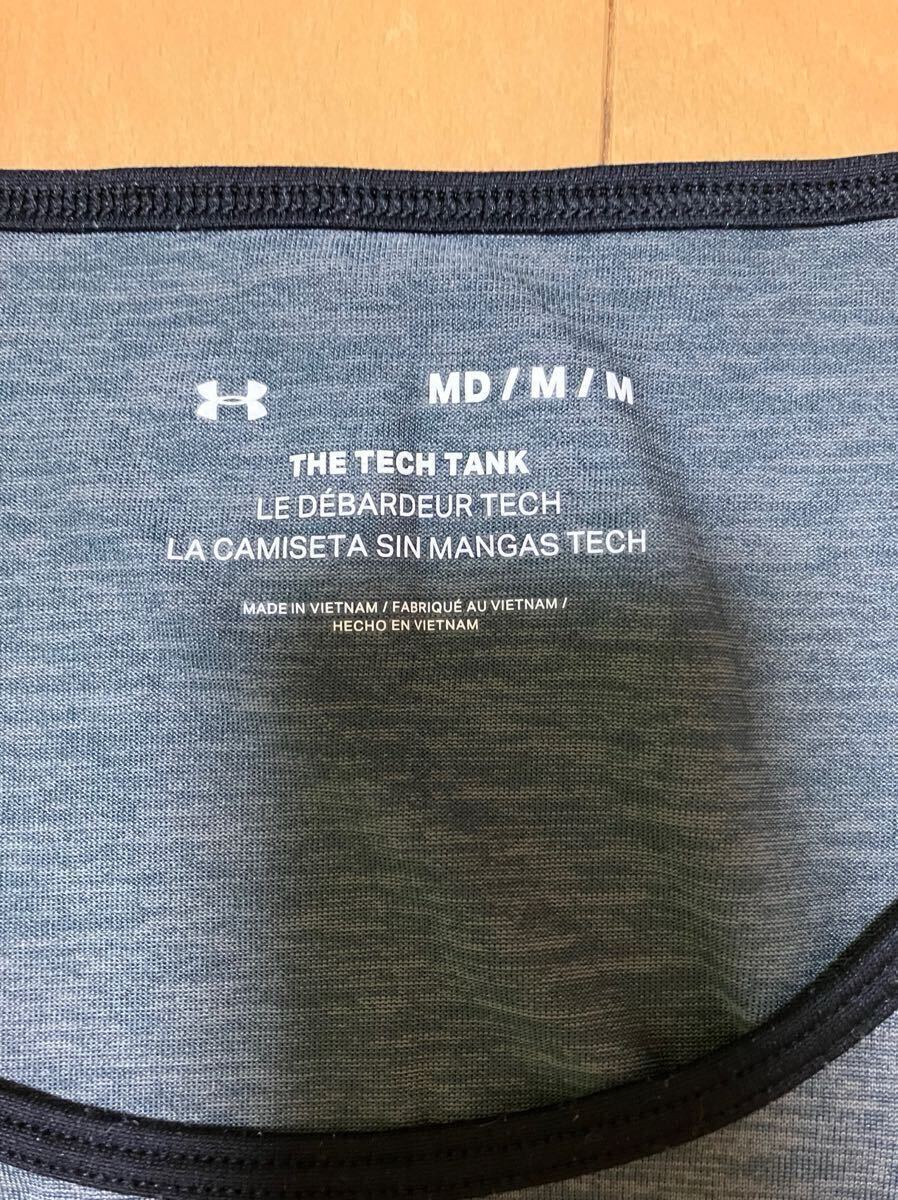 MD / M / M
THE TECH TANK
LE DÉBARDEUR TECH
LA CAMISETA SIN MANGAS TECH
MADE IN VIETNAM / FABRIQUÉ AU VIETNAM /
HECHO EN VIETNAM